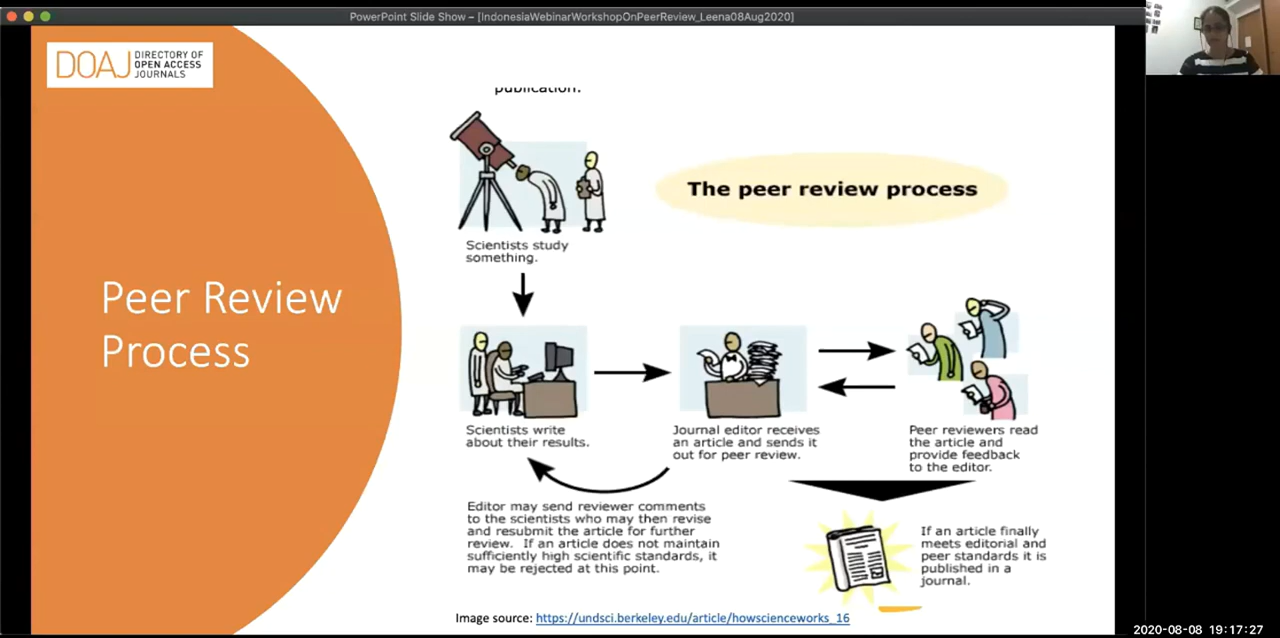 PowerPoint Slide Show – [IndonesiaWebinarWorkshopOnPeerReview_Leena08Aug2020]
DOAJ
DIRECTORY OF
OPEN ACCESS
JOURNALS
Peer Review
Process
publication.
The peer review process
Scientists study
something.
Scientists write
about their results.
Journal editor receives
an article and sends it
out for peer review.
Peer reviewers read
the article and
provide feedback
to the editor.
Editor may send reviewer comments
to the scientists who may then revise
and resubmit the article for further
review. If an article does not maintain
sufficiently high scientific standards, it
may be rejected at this point.
If an article finally
meets editorial and
peer standards it is
published in a
journal.
Image source: https://undsci.berkeley.edu/article/howscienceworks_16
2020-08-08 19:17:27